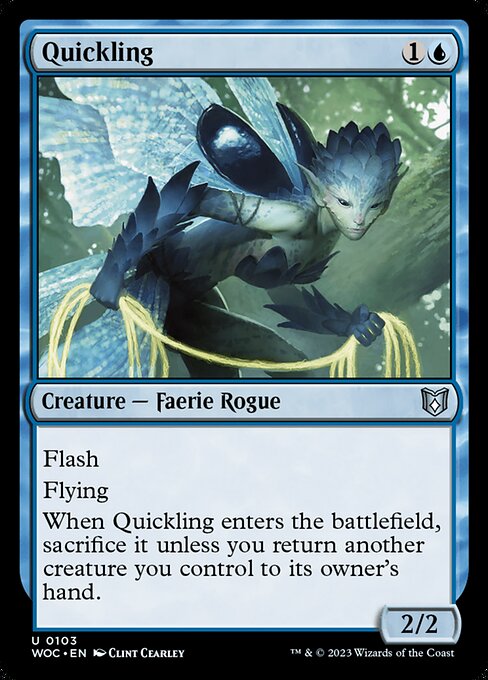 Quickling 1
Creature — Faerie Rogue
Flash
Flying
When Quickling enters the battlefield,
sacrifice it unless you return another
creature you control to its owner's
hand.
2/2
U 0103
WOC • EN Clint Cearley
™ & © 2023 Wizards of the Coast